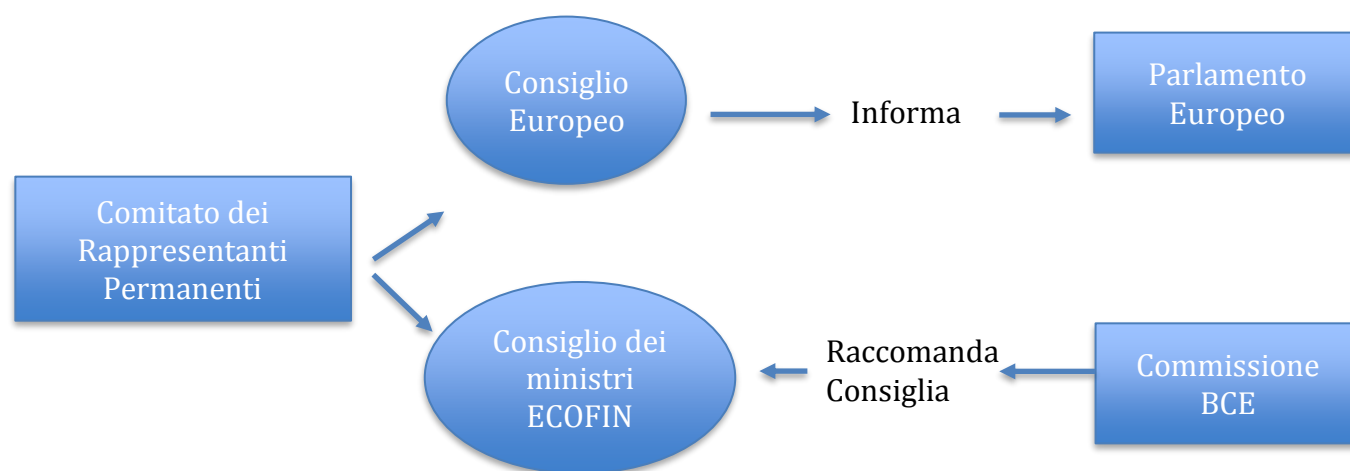 Consiglio
Europeo
Informa
Parlamento
Europeo
Comitato dei
Rappresentanti
Permanenti
Consiglio dei
ministri
ECOFIN
Raccomanda
Consiglia
Commissione
BCE